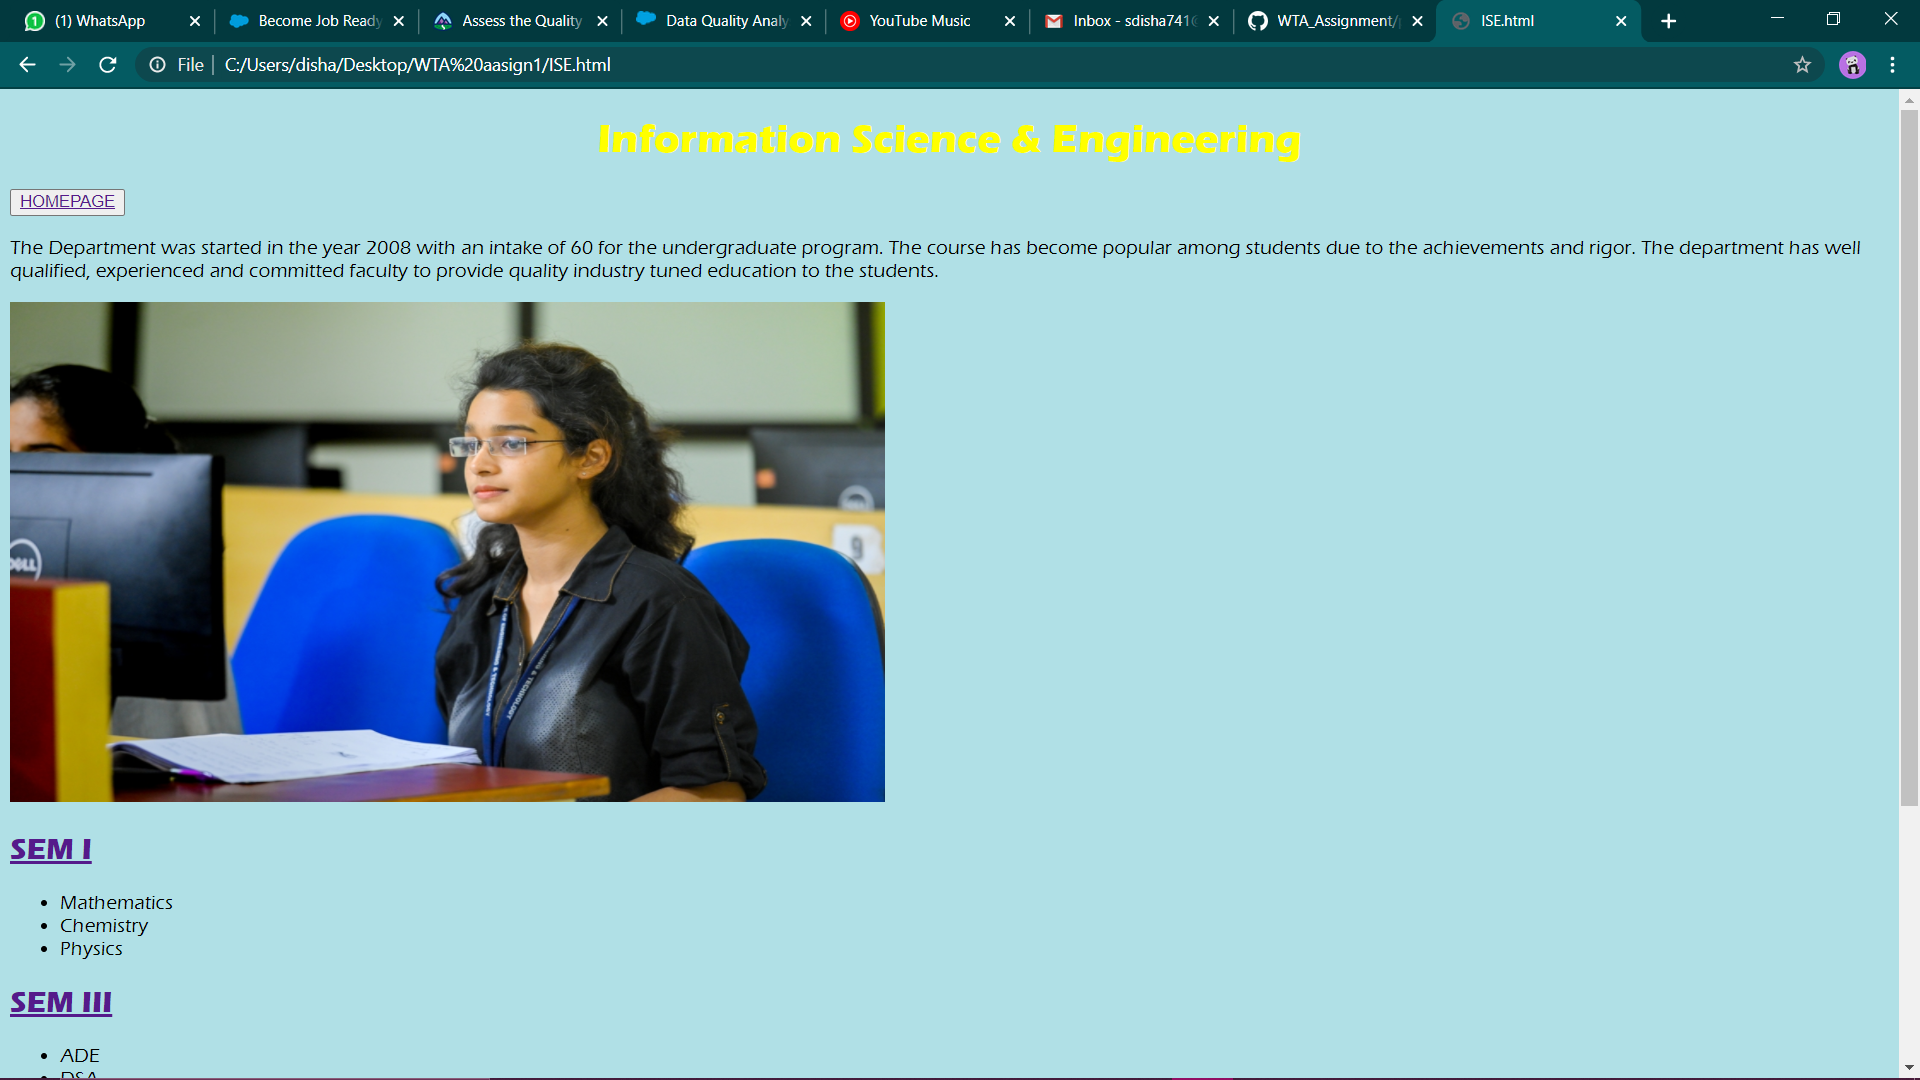 (1) WhatsApp
Become Job Ready
Assess the Quality
Data Quality Analy
YouTube Music
Inbox - sdisha741@
WTA_Assignment/
ISE.html
File
C:/Users/disha/Desktop/WTA%20aasign1/ISE.html
Information Science & Engineering
HOMEPAGE
The Department was started in the year 2008 with an intake of 60 for the undergraduate program. The course has become popular among students due to the achievements and rigor. The department has well
qualified, experienced and committed faculty to provide quality industry tuned education to the students.
9
DELL
& TECHNOLOGY
SEM I
• Mathematics
• Chemistry
• Physics
SEM III
• ADE
• DSA